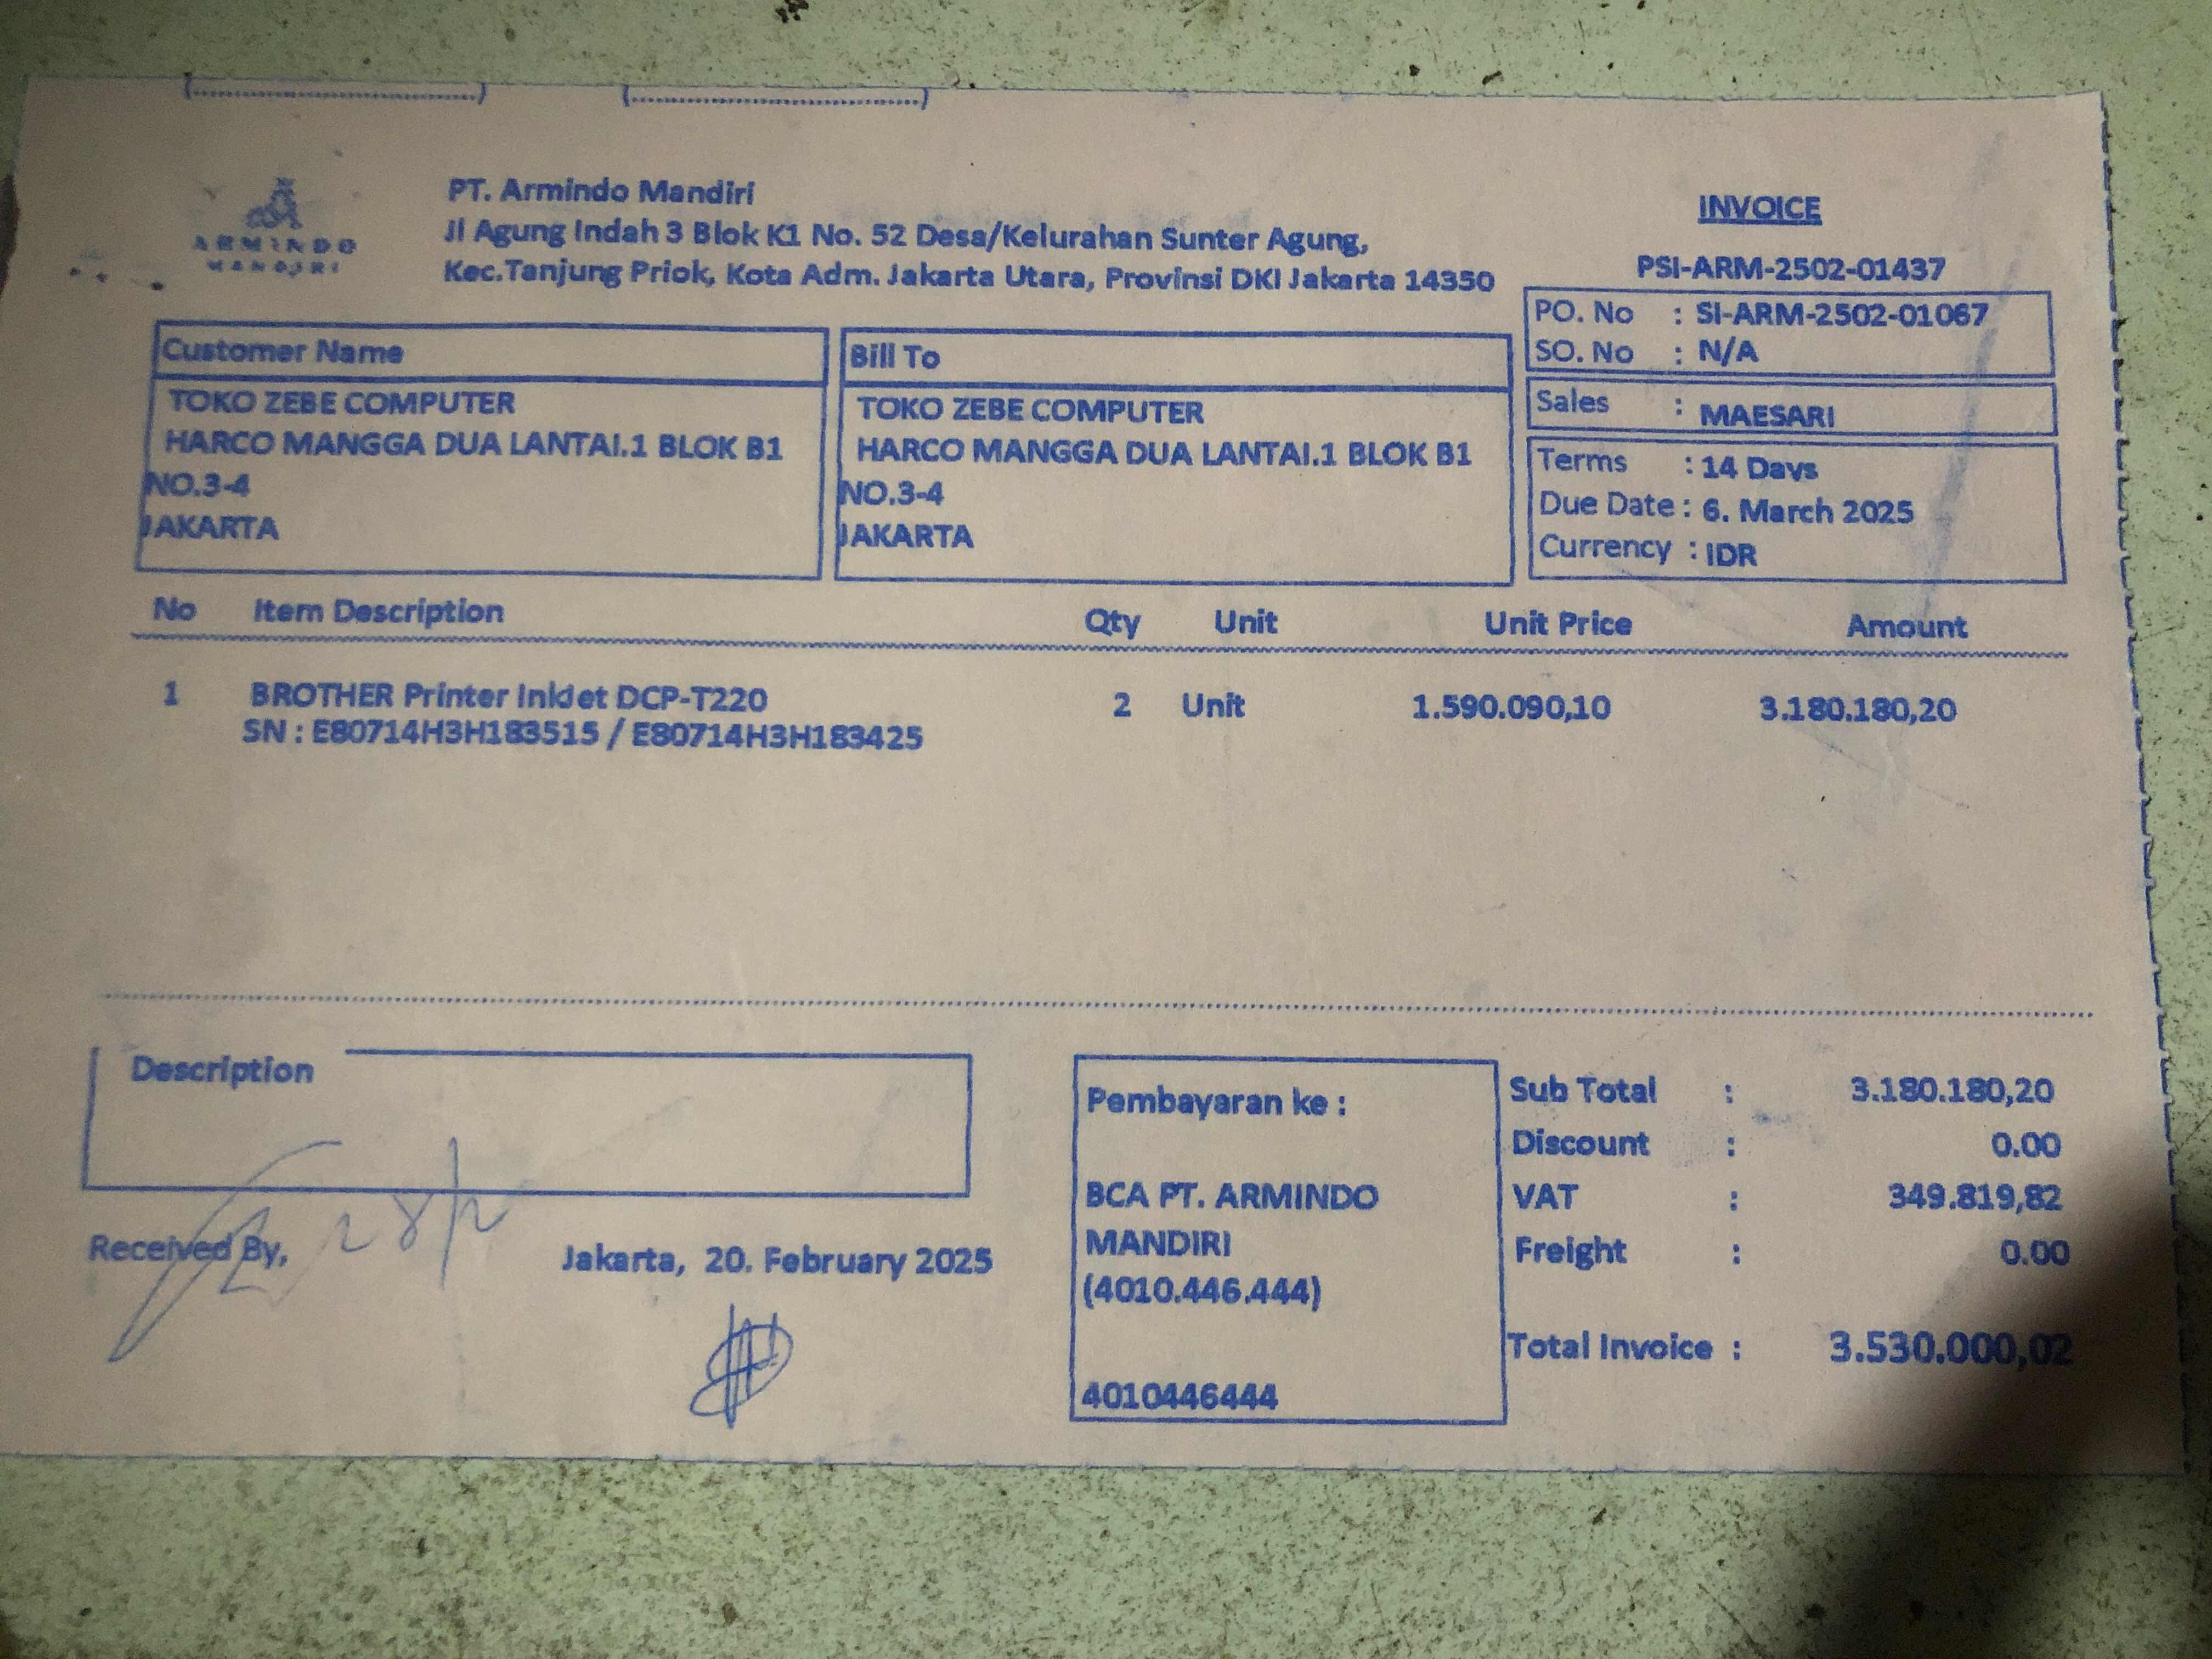 ARMINDO
MANDIRI
PT. Armindo Mandiri
Jl Agung Indah 3 Blok K1 No. 52 Desa/Kelurahan Sunter Agung,
Kec.Tanjung Priok, Kota Adm. Jakarta Utara, Provinsi DKI Jakarta 14350
INVOICE
PSI-ARM-2502-01437
PO. No : SI-ARM-2502-01067
SO. No : N/A
Sales : MAESARI
Terms : 14 Days
Due Date : 6. March 2025
Currency : IDR
Customer Name
TOKO ZEBE COMPUTER
HARCO MANGGA DUA LANTAI.1 BLOK B1
NO.3-4
JAKARTA
Bill To
TOKO ZEBE COMPUTER
HARCO MANGGA DUA LANTAI.1 BLOK B1
NO.3-4
JAKARTA
No Item Description Qty Unit Unit Price Amount
1 BROTHER Printer InkJet DCP-T220 2 Unit 1.590.090,10 3.180.180,20
SN : E80714H3H183515 / E80714H3H183425
Description
Received By,
28/2
Jakarta, 20. February 2025
Pembayaran ke :
BCA PT. ARMINDO
MANDIRI
(4010.446.444)
4010446444
Sub Total : 3.180.180,20
Discount : 0.00
VAT : 349.819,82
Freight : 0.00
Total Invoice : 3.530.000,02